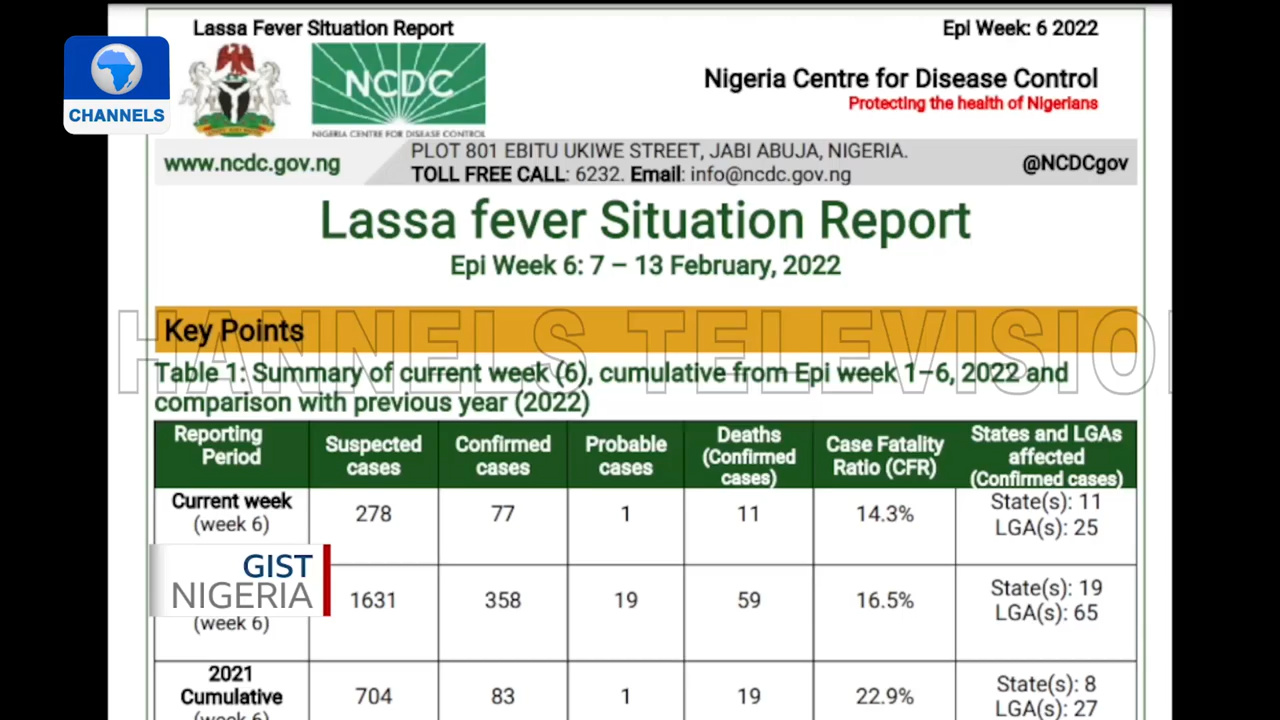 Lassa Fever Situation Report
Epi Week: 6 2022
CHANNELS
NCDC
NIGERIA CENTRE FOR DISEASE CONTROL
Nigeria Centre for Disease Control
Protecting the health of Nigerians
www.ncdc.gov.ng
PLOT 801 EBITU UKIWE STREET, JABI ABUJA, NIGERIA.
TOLL FREE CALL: 6232. Email: info@ncdc.gov.ng
@NCDCgov
Lassa fever Situation Report
Epi Week 6: 7 – 13 February, 2022
Key Points
HANNELS TELEVISIO
Table 1: Summary of current week (6), cumulative from Epi week 1–6, 2022 and
comparison with previous year (2022)
Reporting
Period
Suspected
cases
Confirmed
cases
Probable
cases
Deaths
(Confirmed
cases)
Case Fatality
Ratio (CFR)
States and LGAs
affected
(Confirmed cases)
Current week
(week 6)
278
77
1
11
14.3%
State(s): 11
LGA(s): 25
GIST
NIGERIA
(week 6)
1631
358
19
59
16.5%
State(s): 19
LGA(s): 65
2021
Cumulative
(week 6)
704
83
1
19
22.9%
State(s): 8
LGA(s): 27